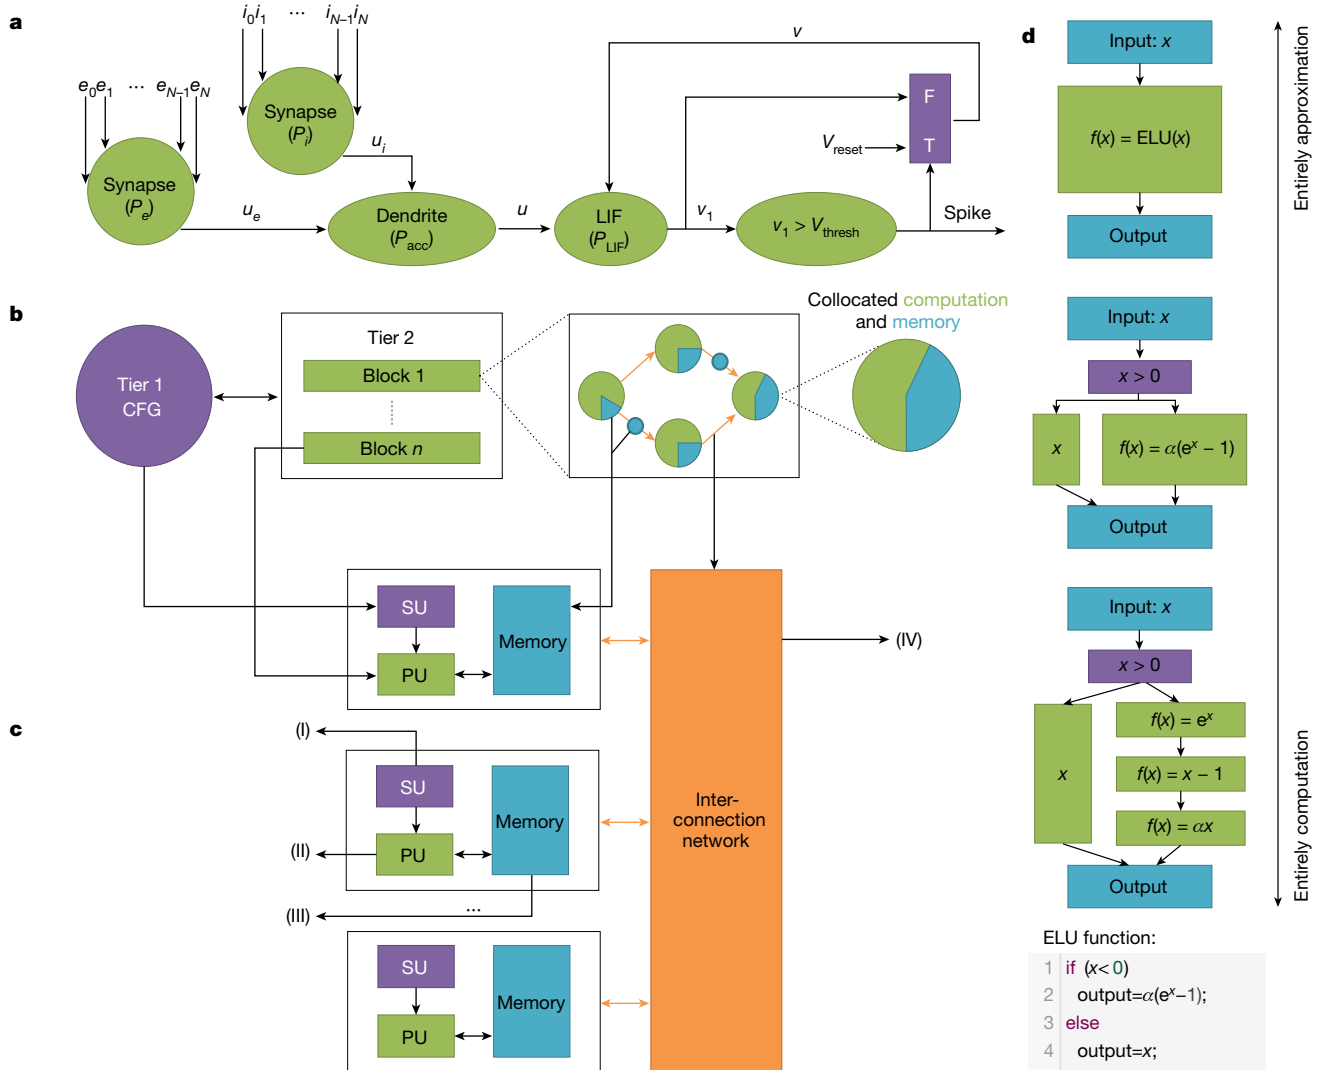 a
i0i1 ... iN−1iN
e0e1 ... eN−1eN
Synapse
(Pi)
Synapse
(Pe)
ui
ue
Dendrite
(Pacc)
u
LIF
(PLIF)
v1
v1 > Vthresh
Spike
v
F
T
Vreset
b
Tier 1
CFG
Tier 2
Block 1
Block n
Collocated computation
and memory
SU
PU
Memory
Inter-
connection
network
(IV)
c
(I)
SU
(II)
PU
Memory
(III)
...
SU
PU
Memory
d
Input: x
f(x) = ELU(x)
Output
Input: x
x > 0
x
f(x) = α(eˣ − 1)
Output
Input: x
x > 0
x
f(x) = eˣ
f(x) = x − 1
f(x) = αx
Output
Entirely approximation
Entirely computation
ELU function:
1 if (x<0)
2 output=α(eˣ−1);
3 else
4 output=x;